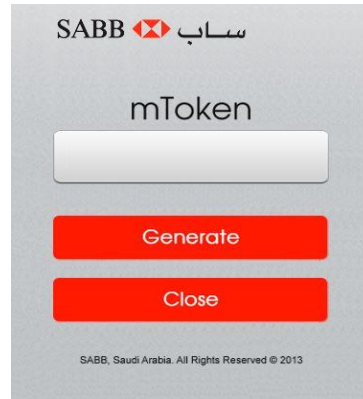 SABB ساب
mToken
Generate
Close
SABB, Saudi Arabia. All Rights Reserved © 2013